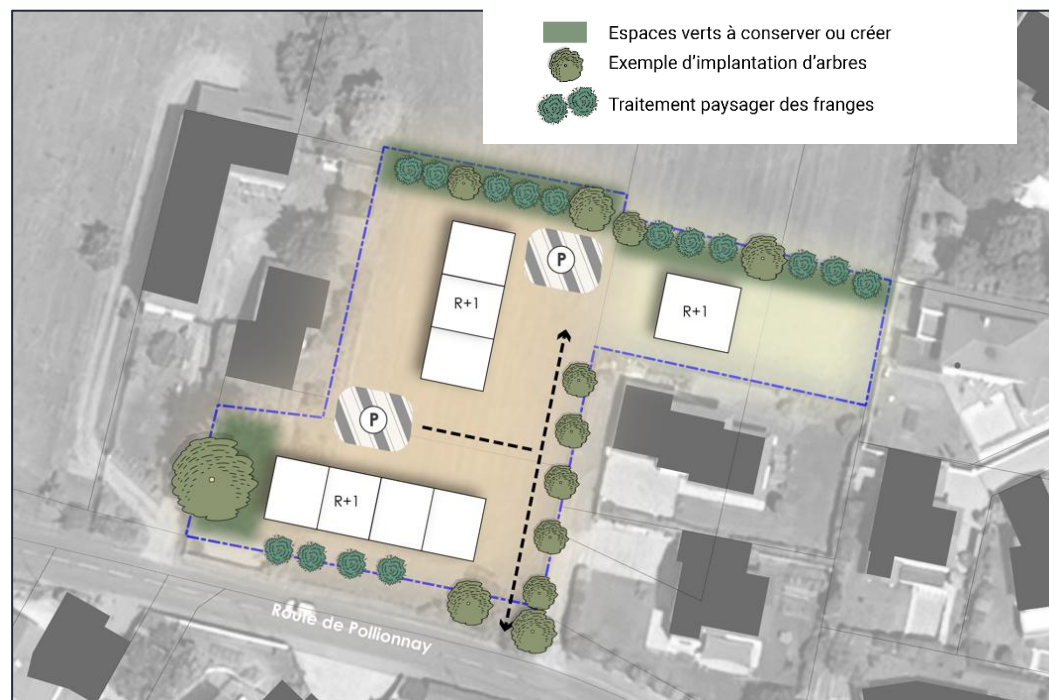 Espaces verts à conserver ou créer
Exemple d'implantation d'arbres
Traitement paysager des franges
P
R+1
R+1
P
R+1
Route de Pollionnay